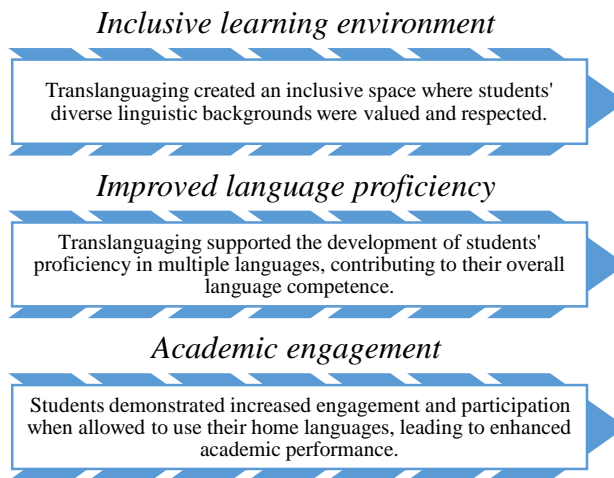 Inclusive learning environment
Translanguaging created an inclusive space where students'
diverse linguistic backgrounds were valued and respected.
Improved language proficiency
Translanguaging supported the development of students'
proficiency in multiple languages, contributing to their overall
language competence.
Academic engagement
Students demonstrated increased engagement and participation
when allowed to use their home languages, leading to enhanced
academic performance.